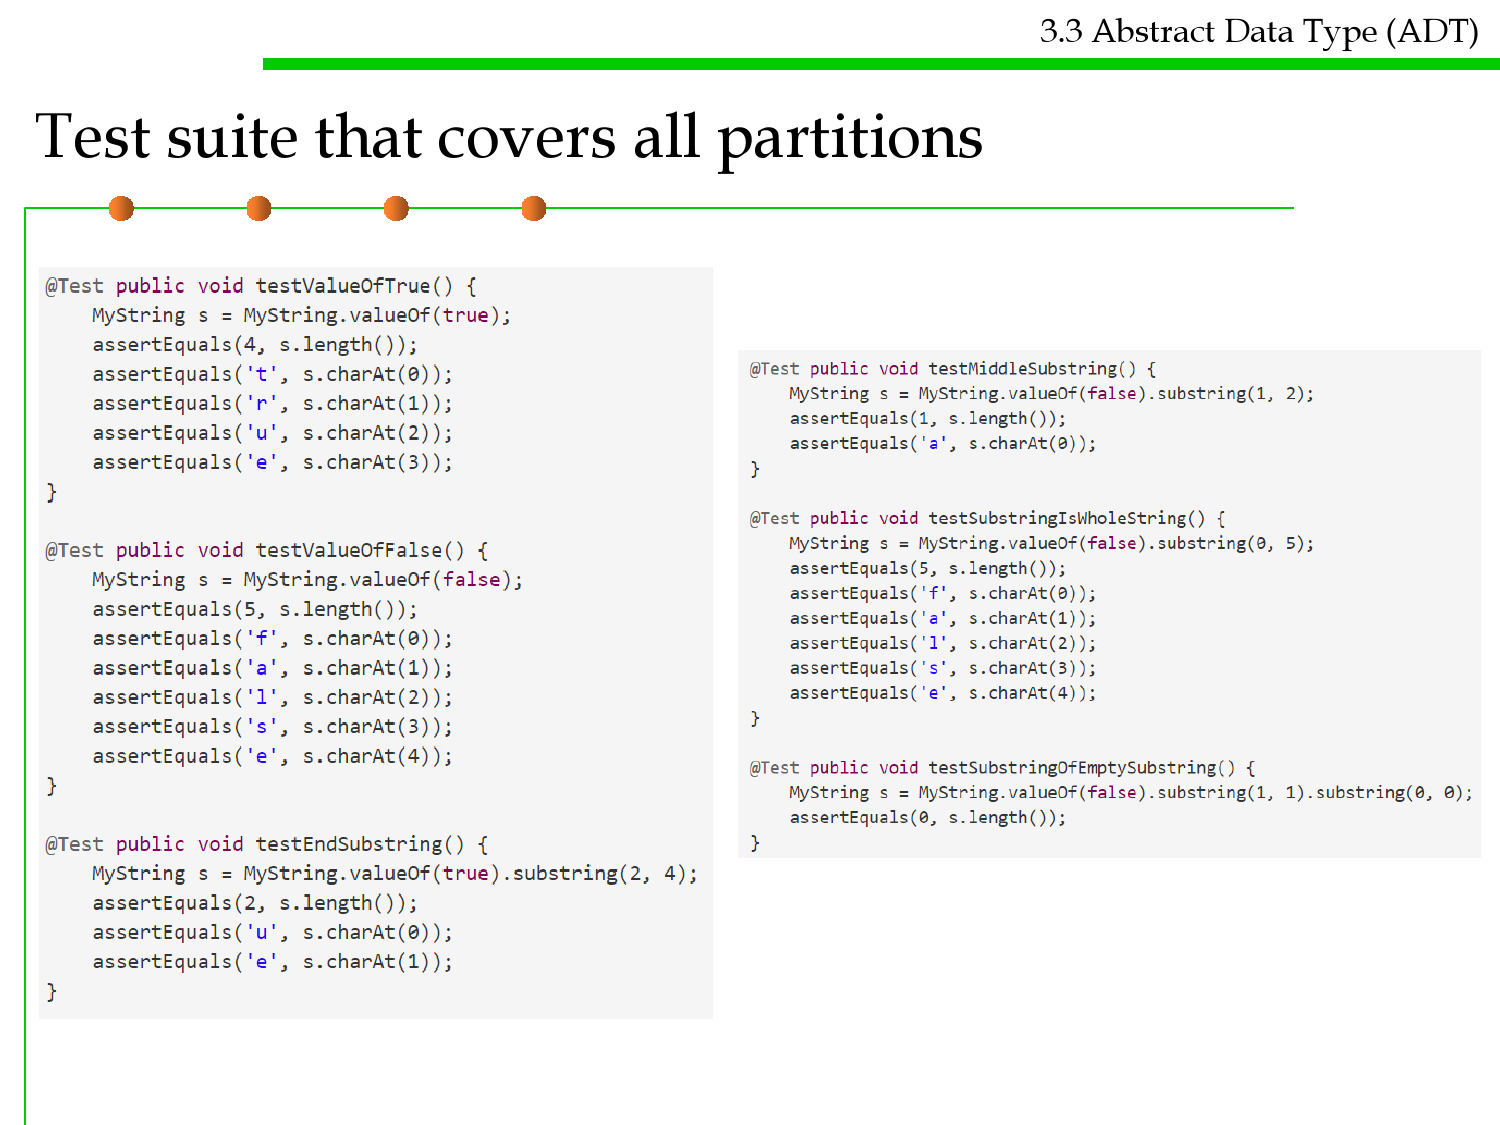 3.3 Abstract Data Type (ADT)
Test suite that covers all partitions
@Test public void testValueOfTrue() {
    MyString s = MyString.valueOf(true);
    assertEquals(4, s.length());
    assertEquals('t', s.charAt(0));
    assertEquals('r', s.charAt(1));
    assertEquals('u', s.charAt(2));
    assertEquals('e', s.charAt(3));
}
@Test public void testValueOfFalse() {
    MyString s = MyString.valueOf(false);
    assertEquals(5, s.length());
    assertEquals('f', s.charAt(0));
    assertEquals('a', s.charAt(1));
    assertEquals('l', s.charAt(2));
    assertEquals('s', s.charAt(3));
    assertEquals('e', s.charAt(4));
}
@Test public void testEndSubstring() {
    MyString s = MyString.valueOf(true).substring(2, 4);
    assertEquals(2, s.length());
    assertEquals('u', s.charAt(0));
    assertEquals('e', s.charAt(1));
}
@Test public void testMiddleSubstring() {
    MyString s = MyString.valueOf(false).substring(1, 2);
    assertEquals(1, s.length());
    assertEquals('a', s.charAt(0));
}
@Test public void testSubstringIsWholeString() {
    MyString s = MyString.valueOf(false).substring(0, 5);
    assertEquals(5, s.length());
    assertEquals('f', s.charAt(0));
    assertEquals('a', s.charAt(1));
    assertEquals('l', s.charAt(2));
    assertEquals('s', s.charAt(3));
    assertEquals('e', s.charAt(4));
}
@Test public void testSubstringOfEmptySubstring() {
    MyString s = MyString.valueOf(false).substring(1, 1).substring(0, 0);
    assertEquals(0, s.length());
}